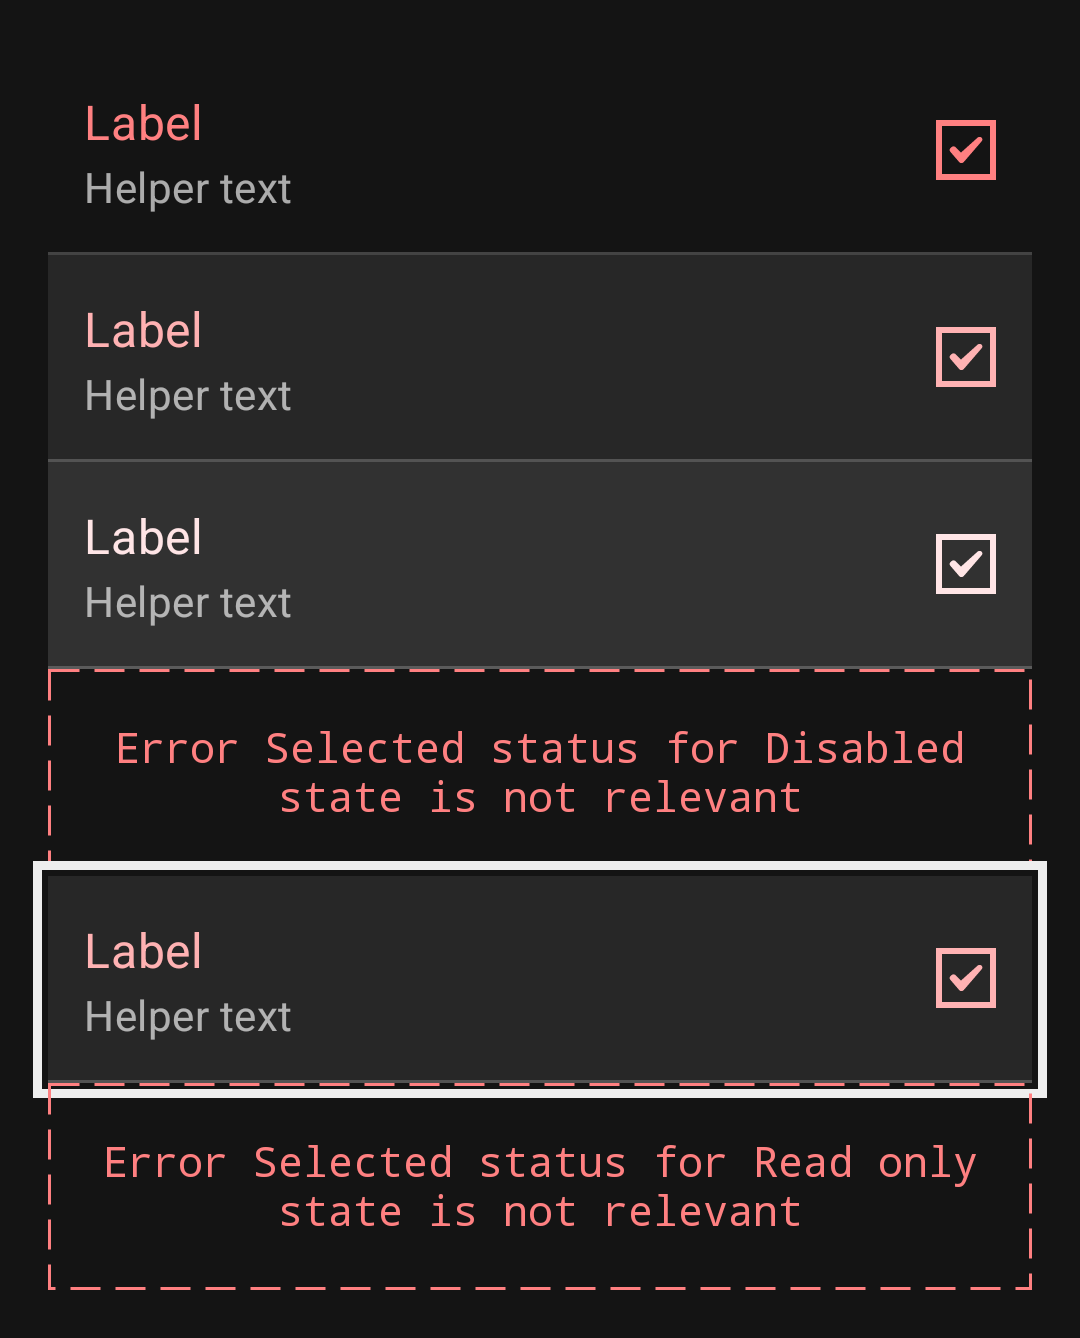 Label
Helper text
Label
Helper text
Label
Helper text
Error Selected status for Disabled
state is not relevant
Label
Helper text
Error Selected status for Read only
state is not relevant